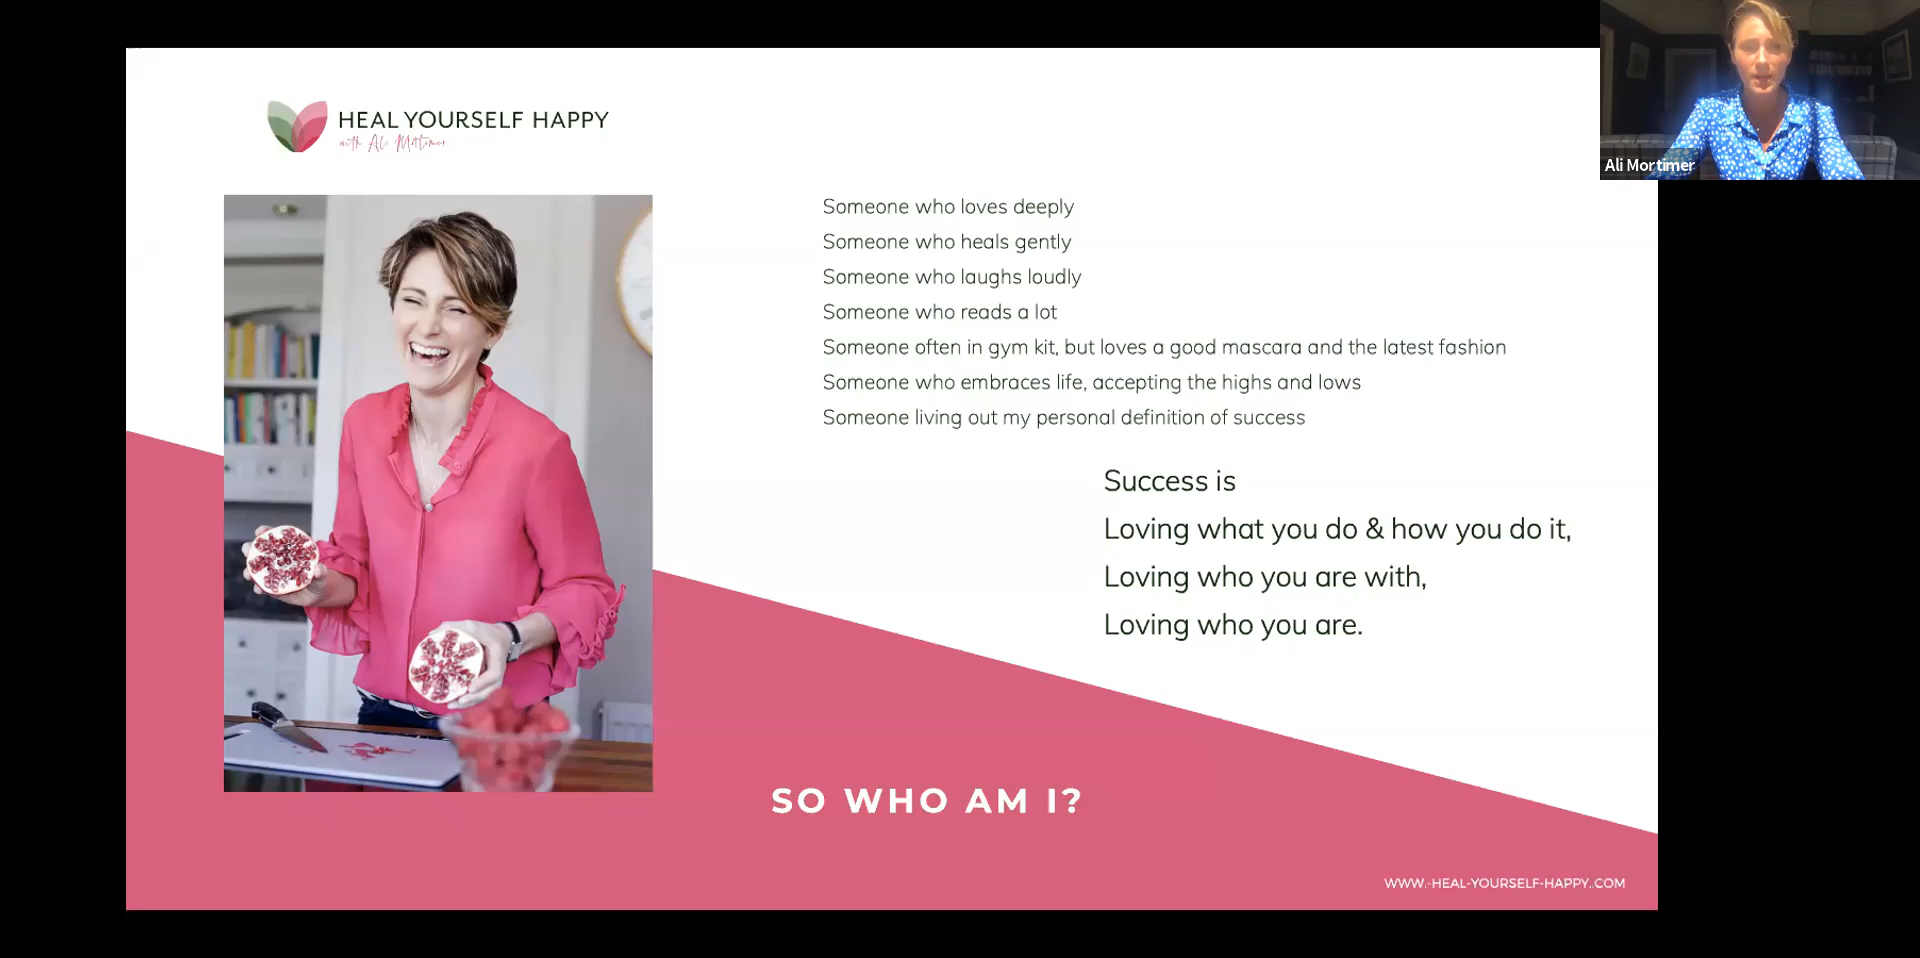 HEAL YOURSELF HAPPY
with Ali Mortimer
Ali Mortimer
Someone who loves deeply
Someone who heals gently
Someone who laughs loudly
Someone who reads a lot
Someone often in gym kit, but loves a good mascara and the latest fashion
Someone who embraces life, accepting the highs and lows
Someone living out my personal definition of success
Success is
Loving what you do & how you do it,
Loving who you are with,
Loving who you are.
SO WHO AM I?
WWW.-HEAL-YOURSELF-HAPPY..COM